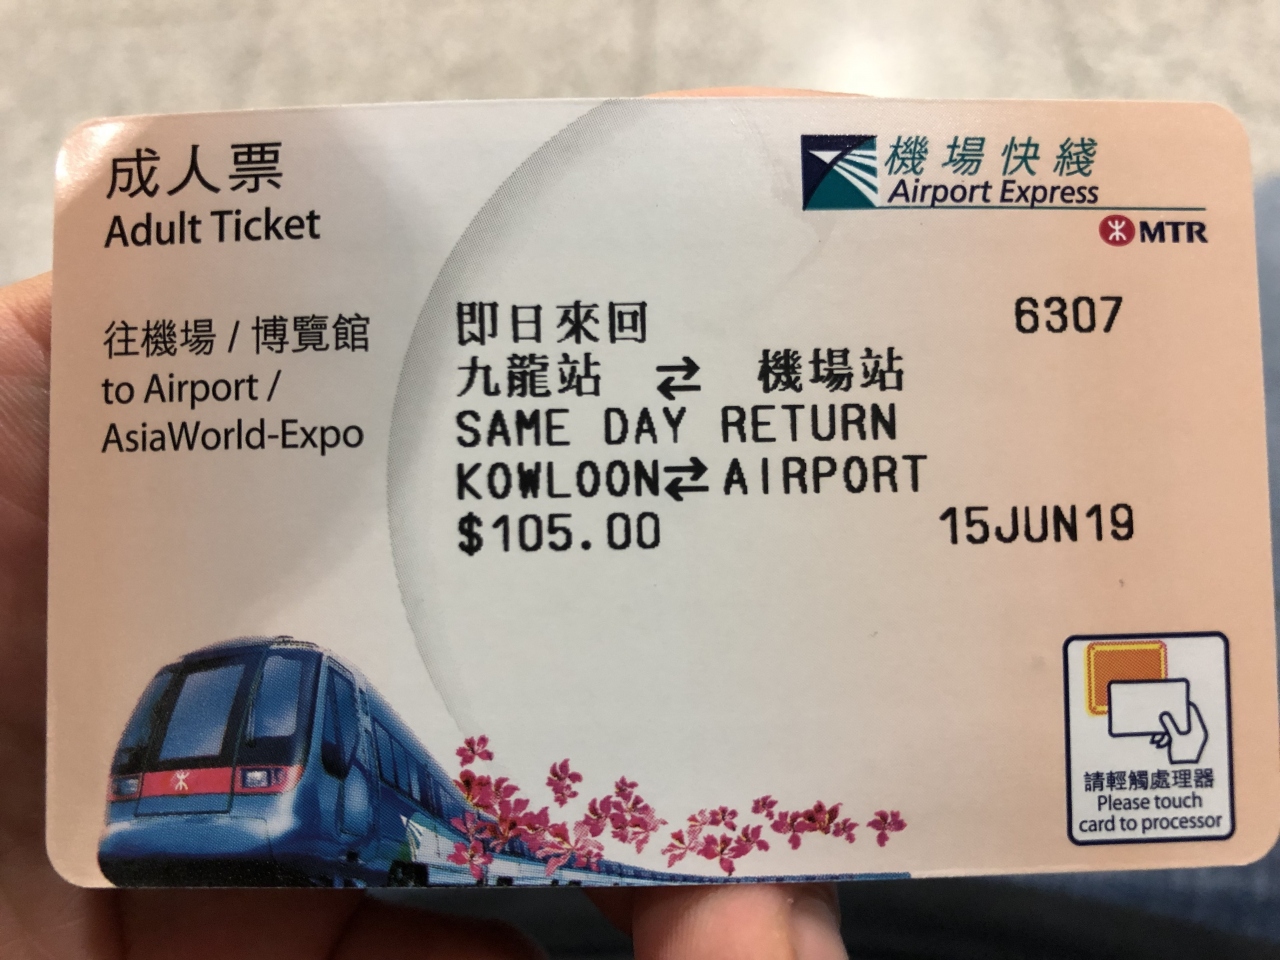 成人票
Adult Ticket
機場快綫
Airport Express
MTR
往機場 / 博覽館
to Airport /
AsiaWorld-Expo
即日來回 6307
九龍站 ⇄ 機場站
SAME DAY RETURN
KOWLOON⇄AIRPORT
$105.00 15JUN19
請輕觸處理器
Please touch
card to processor